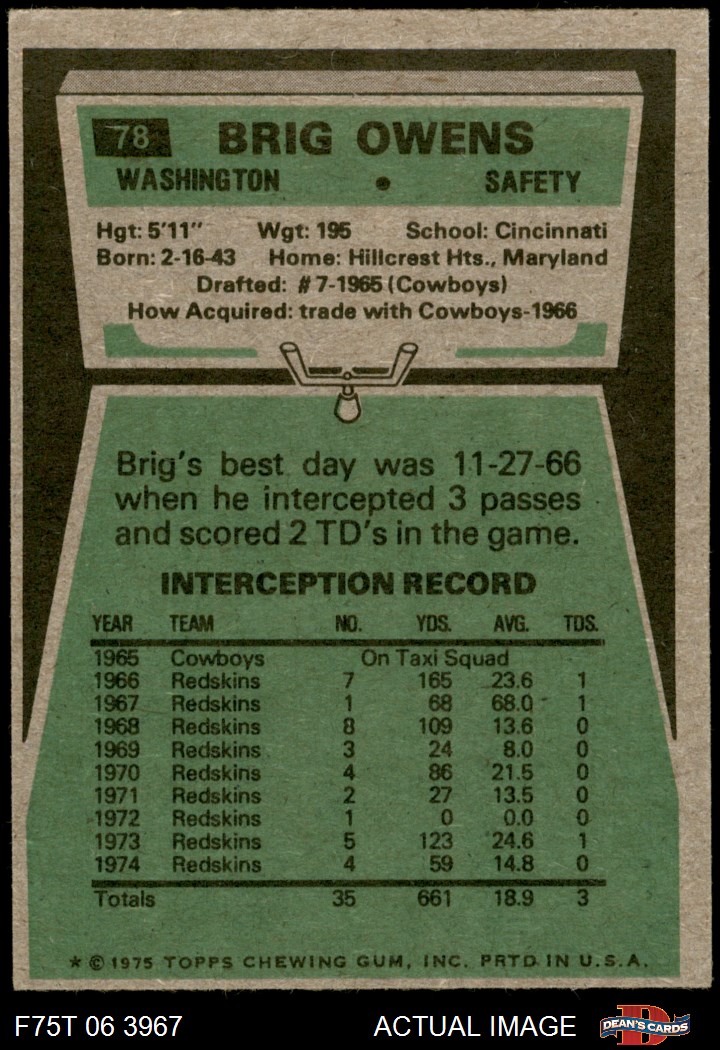 78 BRIG OWENS
WASHINGTON • SAFETY
Hgt: 5'11" Wgt: 195 School: Cincinnati
Born: 2-16-43 Home: Hillcrest Hts., Maryland
Drafted: #7-1965 (Cowboys)
How Acquired: trade with Cowboys-1966
Brig's best day was 11-27-66
when he intercepted 3 passes
and scored 2 TD's in the game.
INTERCEPTION RECORD
YEAR TEAM NO. YDS. AVG. TDS.
1965 Cowboys On Taxi Squad
1966 Redskins 7 165 23.6 1
1967 Redskins 1 68 68.0 1
1968 Redskins 8 109 13.6 0
1969 Redskins 3 24 8.0 0
1970 Redskins 4 86 21.5 0
1971 Redskins 2 27 13.5 0
1972 Redskins 1 0 0.0 0
1973 Redskins 5 123 24.6 1
1974 Redskins 4 59 14.8 0
Totals 35 661 18.9 3
* © 1975 TOPPS CHEWING GUM, INC. PRTD IN U.S.A.
F75T 06 3967 ACTUAL IMAGE D DEAN'S CARDS